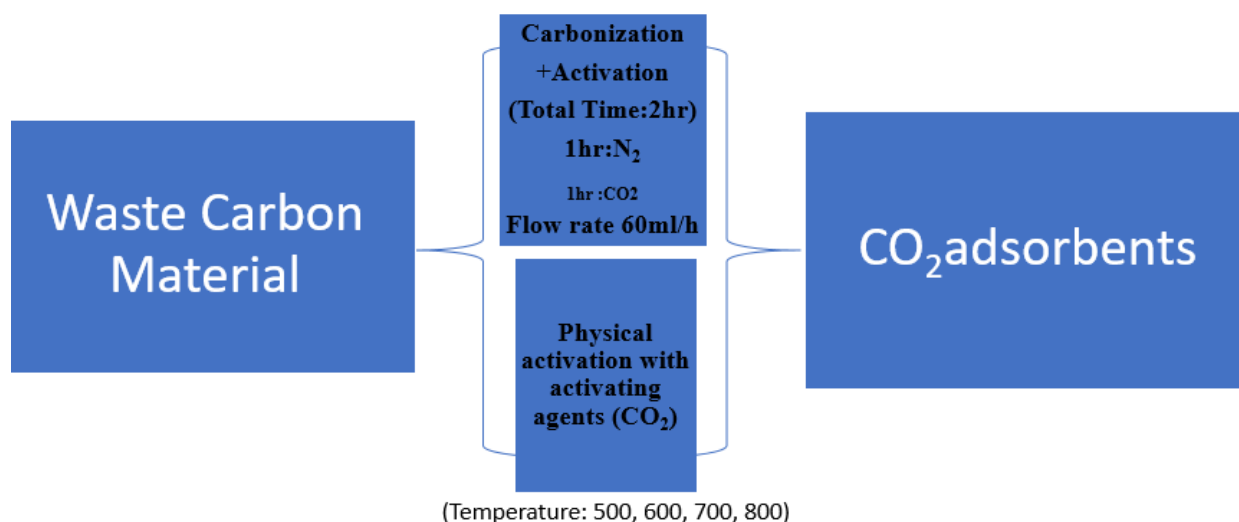 Waste Carbon
Material
Carbonization
+Activation
(Total Time:2hr)
1hr:N₂
1hr :CO2
Flow rate 60ml/h
Physical
activation with
activating
agents (CO₂)
CO₂adsorbents
(Temperature: 500, 600, 700, 800)